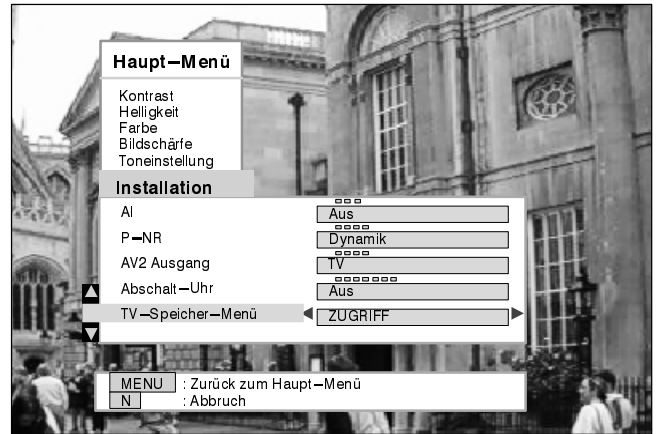 Haupt–Menü
Kontrast
Helligkeit
Farbe
Bildschärfe
Toneinstellung
Installation
AI Aus
P–NR Dynamik
AV2 Ausgang TV
Abschalt–Uhr Aus
TV–Speicher–Menü ZUGRIFF
MENU : Zurück zum Haupt–Menü
N : Abbruch